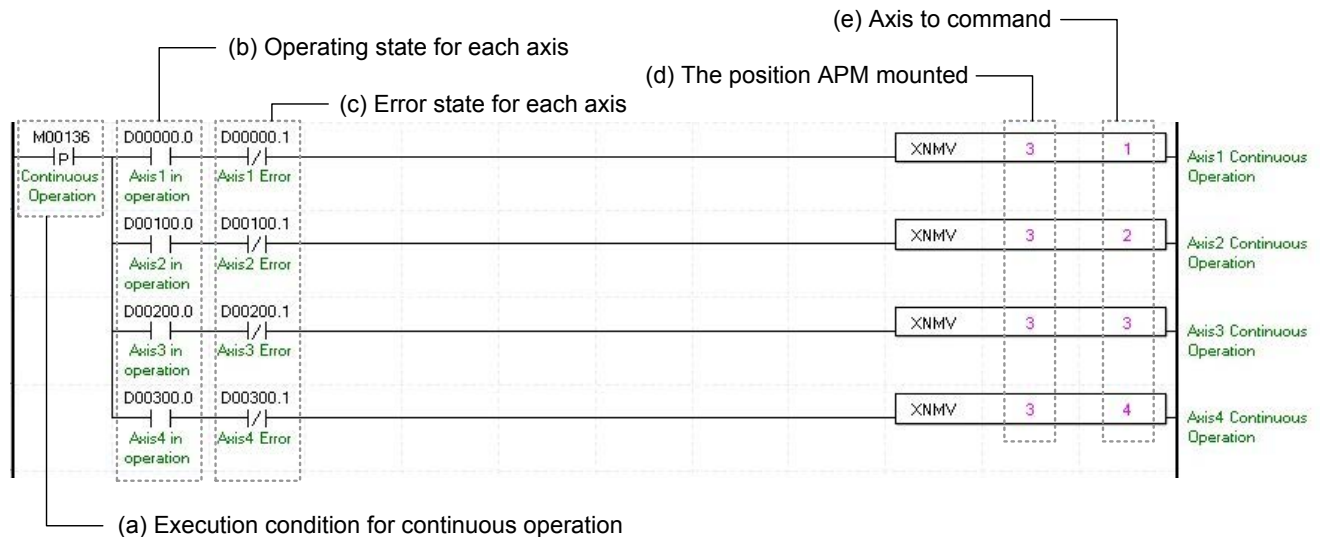 (e) Axis to command
(b) Operating state for each axis
(d) The position APM mounted
(c) Error state for each axis
M00136 D00000.0 D00000.1
P
XNMV 3 1
Continuous Operation
Axis1 in operation
Axis1 Error
Axis1 Continuous Operation
D00100.0 D00100.1
XNMV 3 2
Axis2 in operation
Axis2 Error
Axis2 Continuous Operation
D00200.0 D00200.1
XNMV 3 3
Axis3 in operation
Axis3 Error
Axis3 Continuous Operation
D00300.0 D00300.1
XNMV 3 4
Axis4 in operation
Axis4 Error
Axis4 Continuous Operation
(a) Execution condition for continuous operation